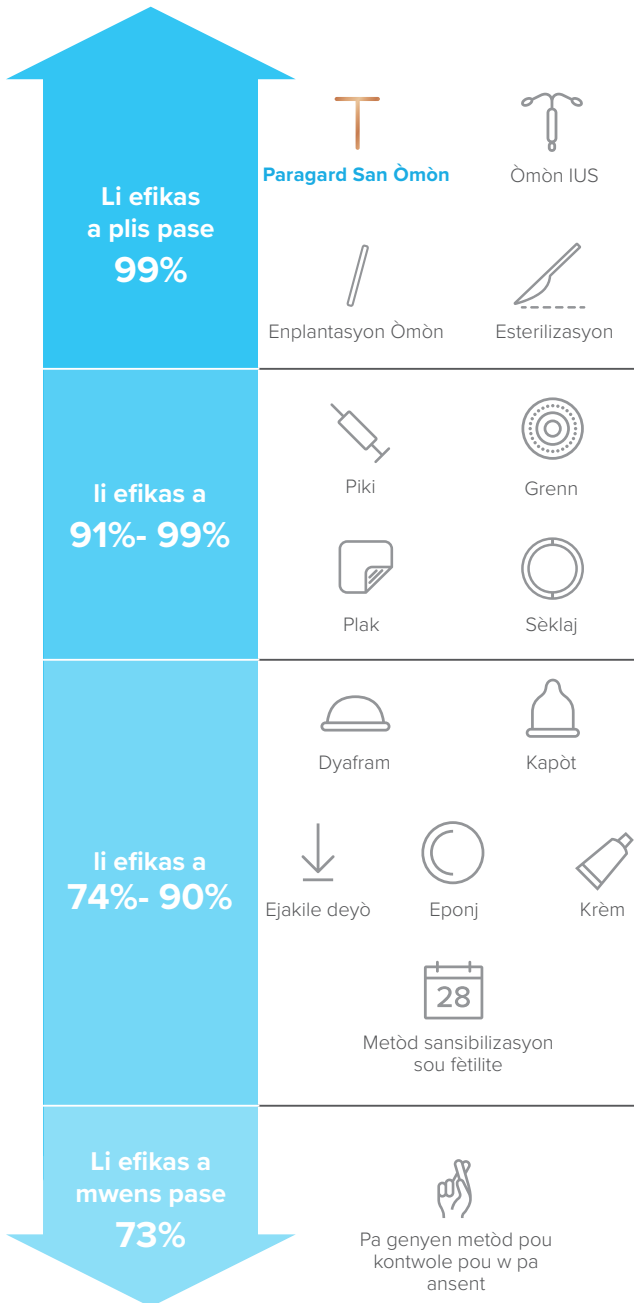 Li efikas
a plis pase
99%
Paragard San Òmòn
Òmòn IUS
Enplantasyon Òmòn
Esterilizasyon
li efikas a
91%- 99%
Piki
Grenn
Plak
Sèklaj
li efikas a
74%- 90%
Dyafram
Kapòt
Ejakile deyò
Eponj
Krèm
28
Metòd sansibilizasyon
sou fètilite
Li efikas a
mwens pase
73%
Pa genyen metòd pou
kontwole pou w pa
ansent